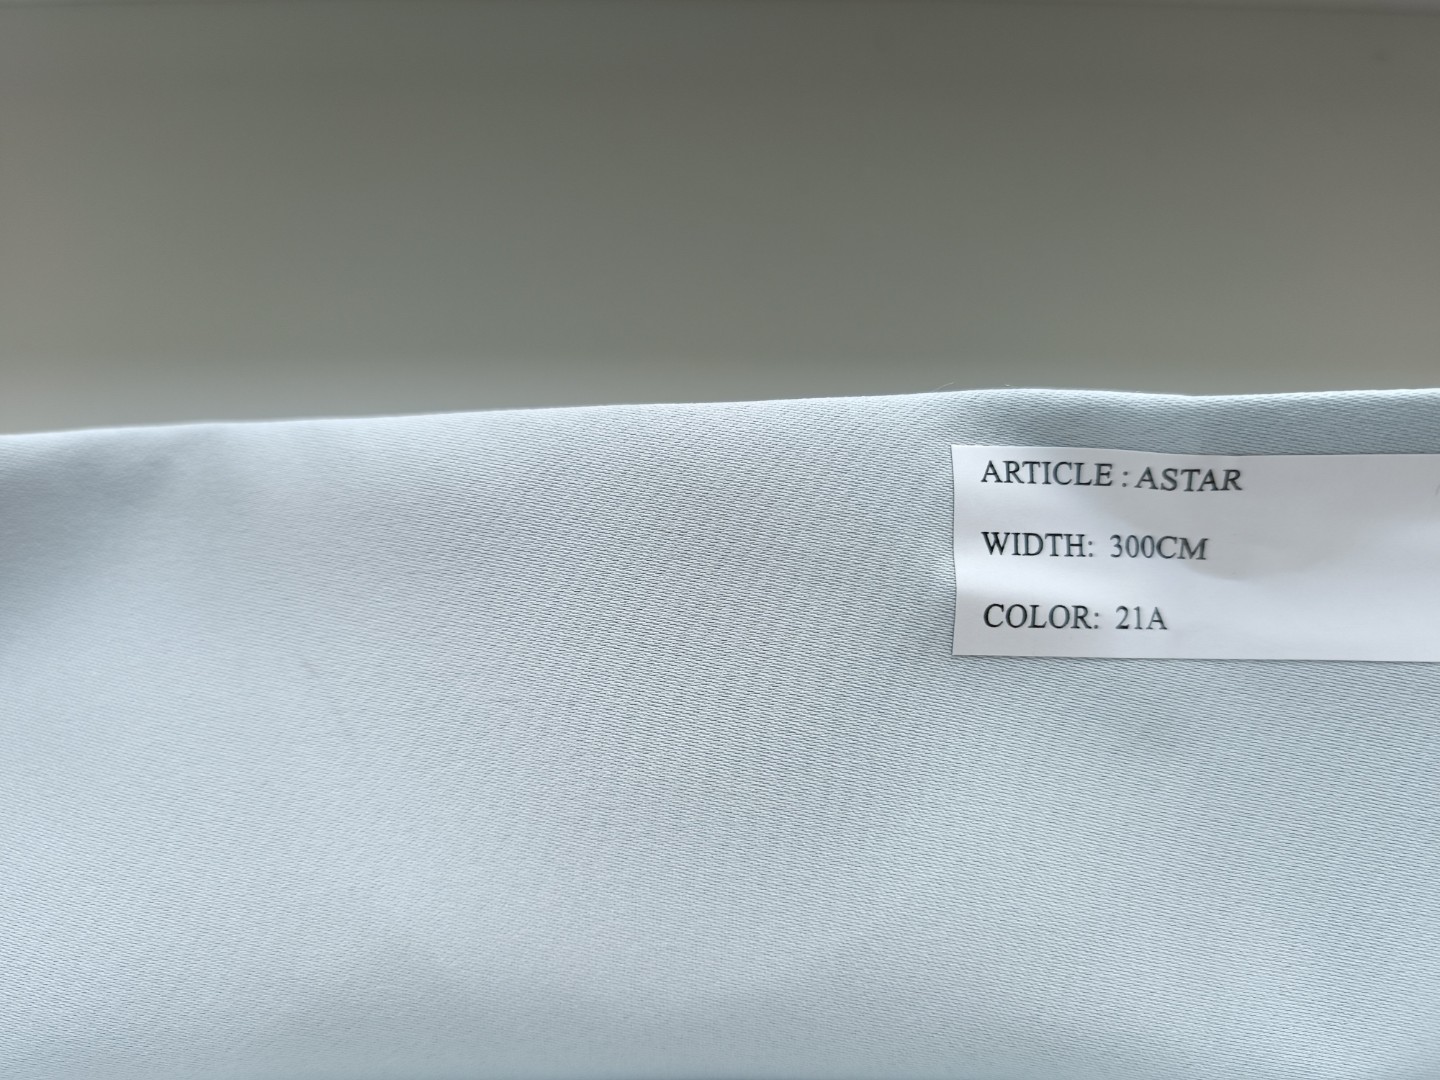 ARTICLE : ASTAR
WIDTH: 300CM
COLOR: 21A